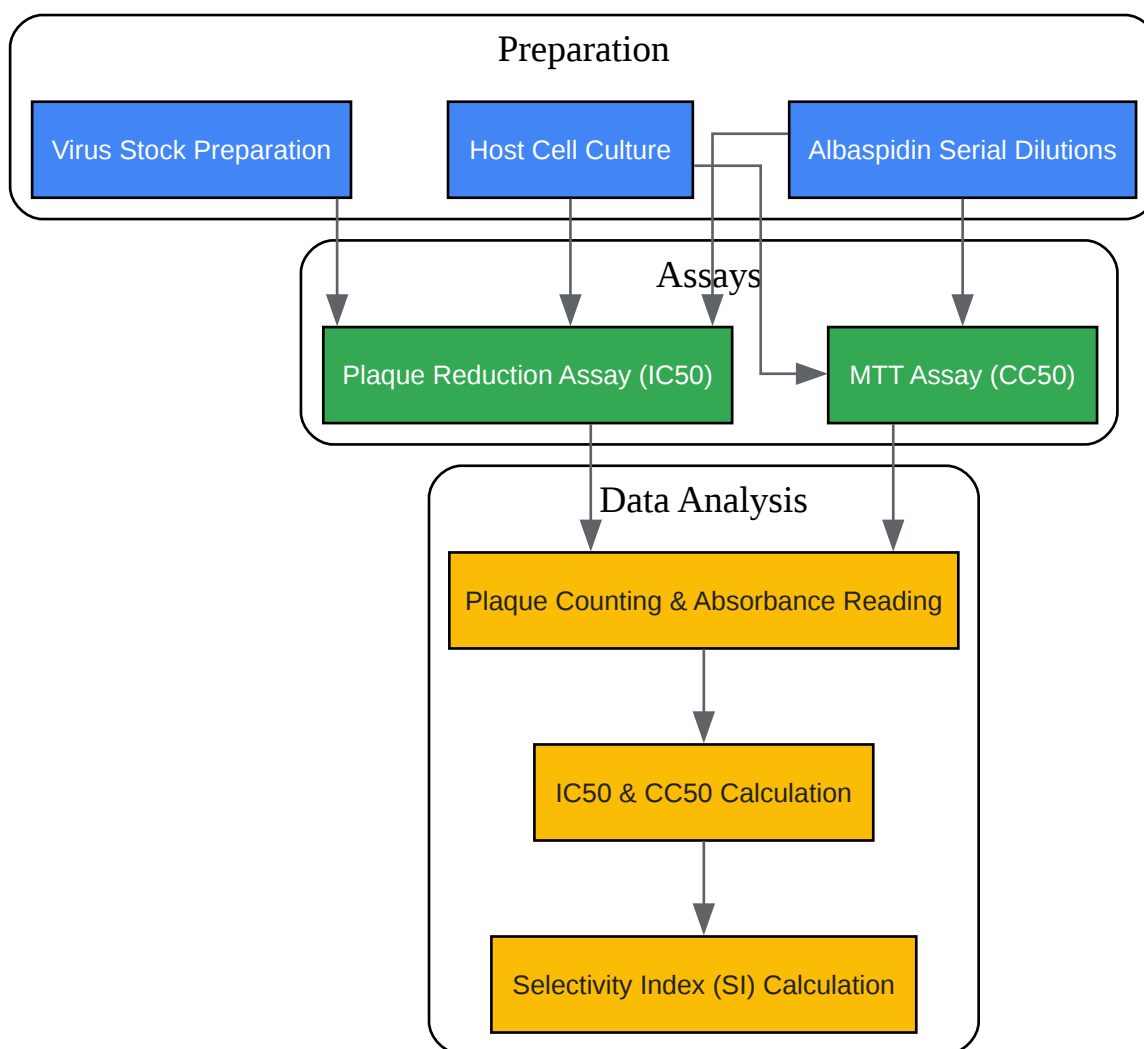 Preparation
Virus Stock Preparation
Host Cell Culture
Albaspidin Serial Dilutions
Assays
Plaque Reduction Assay (IC50)
MTT Assay (CC50)
Data Analysis
Plaque Counting & Absorbance Reading
IC50 & CC50 Calculation
Selectivity Index (SI) Calculation